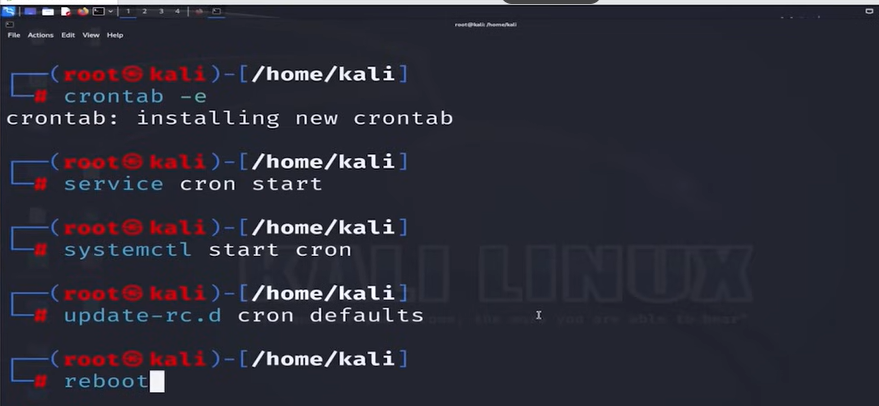 1 2 3 4
root@kali:/home/kali
File Actions Edit View Help
┌──(root㉿kali)-[/home/kali]
└─# crontab -e
crontab: installing new crontab
┌──(root㉿kali)-[/home/kali]
└─# service cron start
┌──(root㉿kali)-[/home/kali]
└─# systemctl start cron
KALI LINUX
┌──(root㉿kali)-[/home/kali]
└─# update-rc.d cron defaults
the more you are able to hear"
┌──(root㉿kali)-[/home/kali]
└─# reboot